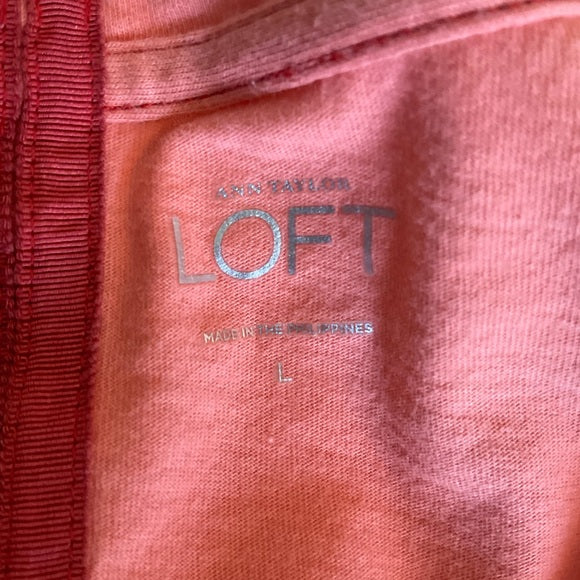 ANN TAYLOR
LOFT
MADE IN THE PHILIPPINES
L